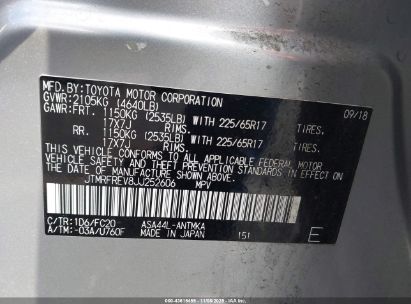 MFD.BY: TOYOTA MOTOR CORPORATION 09/18
GVWR: 2105KG (4640LB)
GAWR: FRT. 1150KG (2535LB) WITH 225/65R17 TIRES.
17X7J RIMS.
RR. 1150KG (2535LB) WITH 225/65R17 TIRES.
17X7J RIMS.
THIS VEHICLE CONFORMS TO ALL APPLICABLE FEDERAL MOTOR
VEHICLE SAFETY AND BUMPER STANDARDS IN EFFECT ON THE
DATE OF MANUFACTURE SHOWN ABOVE.
JTMRFREV8JJ252606 MPV
C/TR: 1D6/FC20 ASA44L-ANTMKA
A/TM: -03A/U760F MADE IN JAPAN 151 E